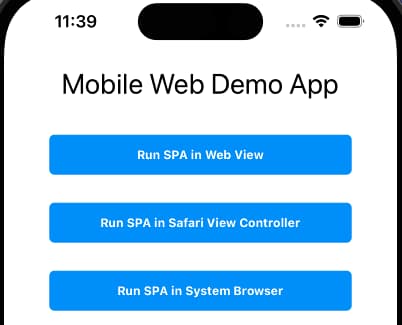 11:39
Mobile Web Demo App
Run SPA in Web View
Run SPA in Safari View Controller
Run SPA in System Browser